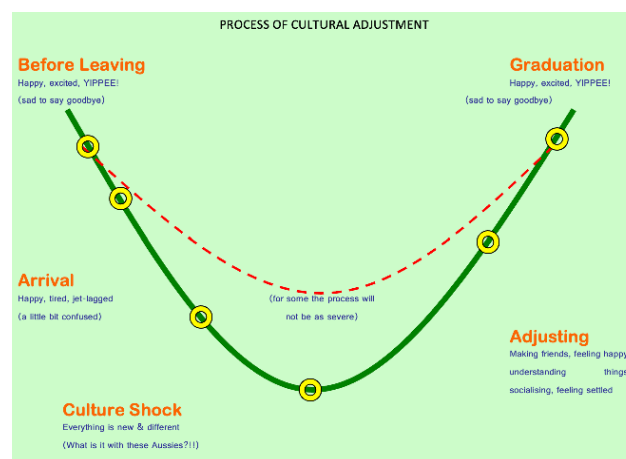 PROCESS OF CULTURAL ADJUSTMENT
Before Leaving
Happy, excited, YIPPEE!
(sad to say goodbye)
Graduation
Happy, excited, YIPPEE!
(sad to say goodbye)
Arrival
Happy, tired, jet-lagged
(a little bit confused)
(for some the process will
not be as severe)
Adjusting
Making friends, feeling happy
understanding things
socialising, feeling settled
Culture Shock
Everything is new & different
(What is it with these Aussies?!!)